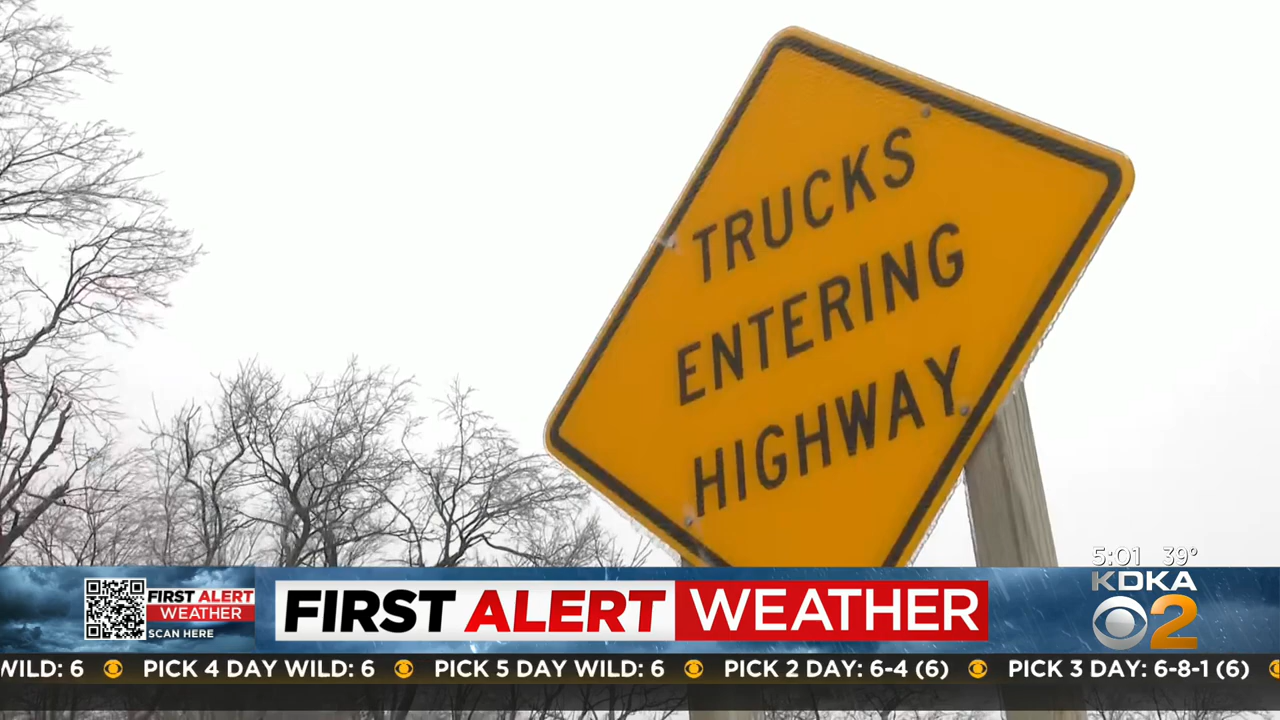 TRUCKS
ENTERING
HIGHWAY
5:01 39°
KDKA
2
FIRST ALERT
WEATHER
SCAN HERE
FIRST ALERT WEATHER
WILD: 6 PICK 4 DAY WILD: 6 PICK 5 DAY WILD: 6 PICK 2 DAY: 6-4 (6) PICK 3 DAY: 6-8-1 (6)